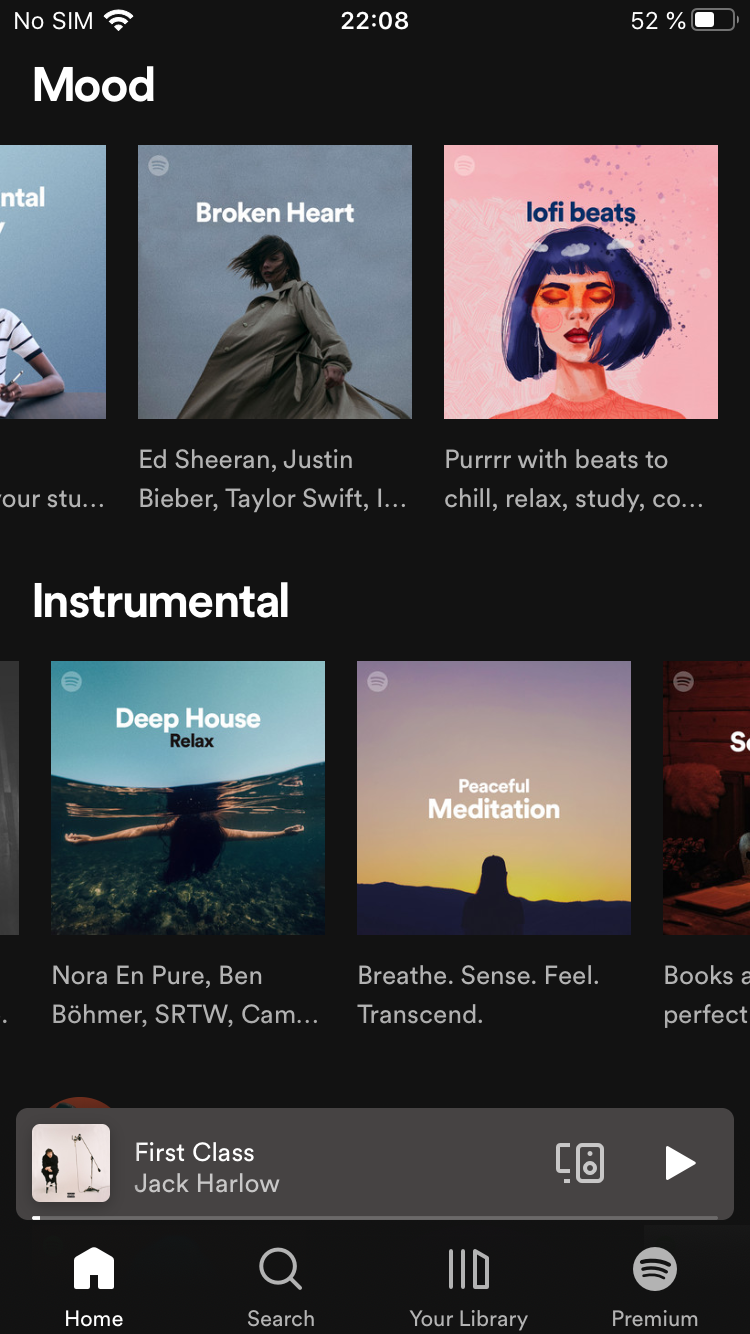 No SIM 22:08 52 %
Mood
ntal
Broken Heart
lofi beats
Ed Sheeran, Justin
Bieber, Taylor Swift, I...
Purrrr with beats to
chill, relax, study, co...
your stu...
Instrumental
Deep House
Relax
Peaceful
Meditation
Nora En Pure, Ben
Böhmer, SRTW, Cam...
Breathe. Sense. Feel.
Transcend.
Books
perfect
First Class
Jack Harlow
Home Search Your Library Premium